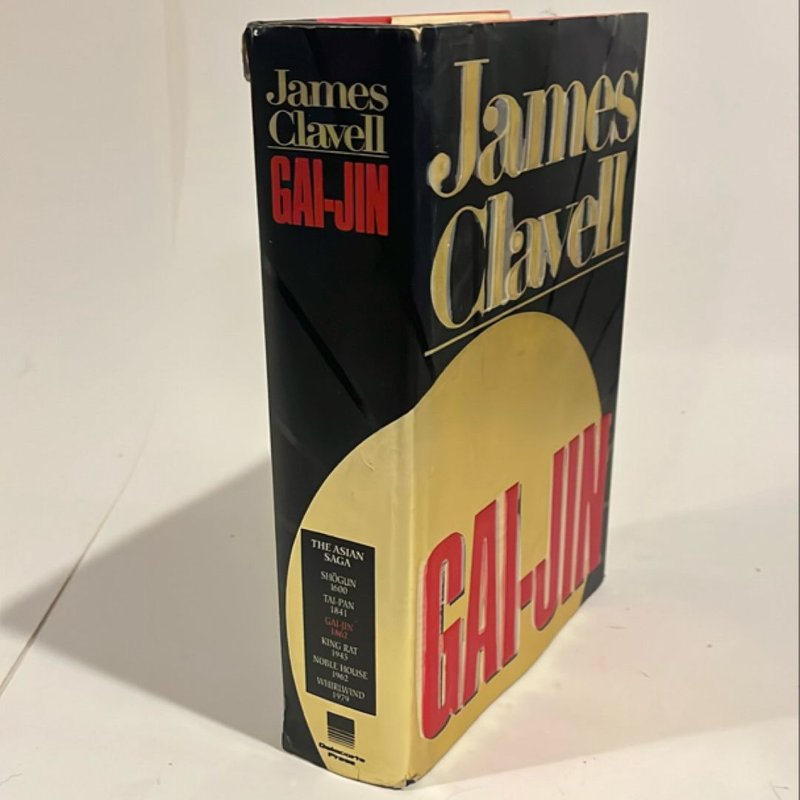 James
Clavell
GAI-JIN
THE ASIAN
SAGA
SHŌGUN
1600
TAI-PAN
1841
GAI-JIN
1862
KING RAT
1945
NOBLE HOUSE
1962
WHIRLWIND
1979
Delacorte
Press
James
Clavell
GAI-JIN